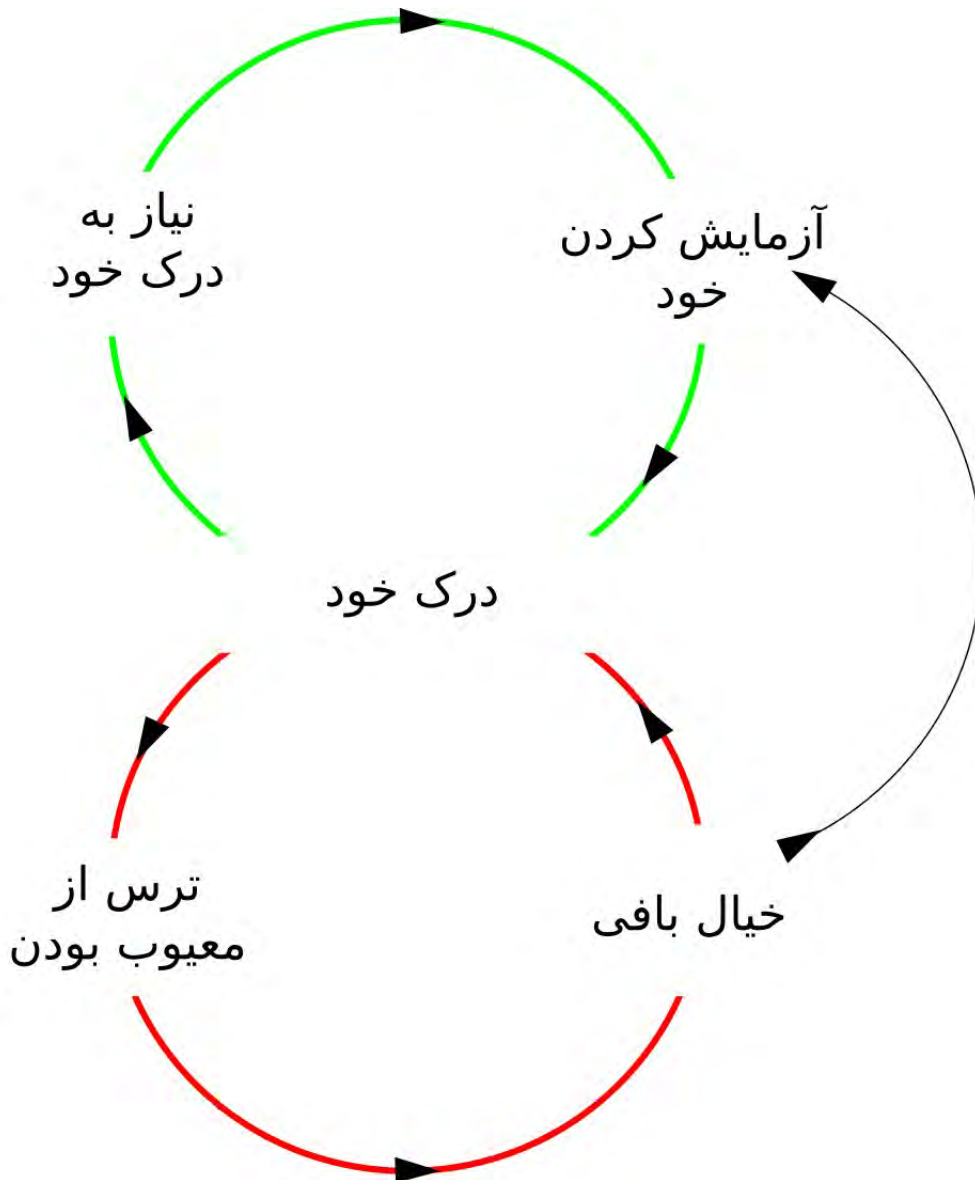 نیاز به
درک خود
آزمایش کردن
خود
درک خود
ترس از
معیوب بودن
خیال بافی